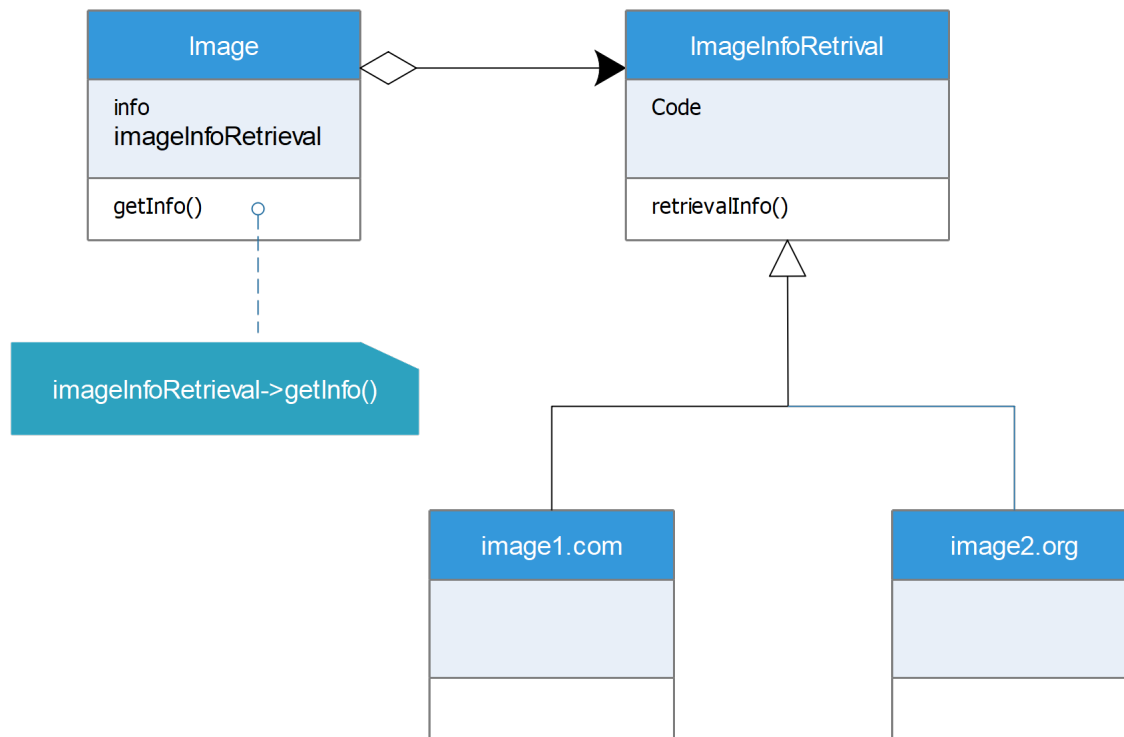 Image
info
imageInfoRetrieval
getInfo()
imageInfoRetrieval->getInfo()
ImageInfoRetrival
Code
retrievalInfo()
image1.com
image2.org